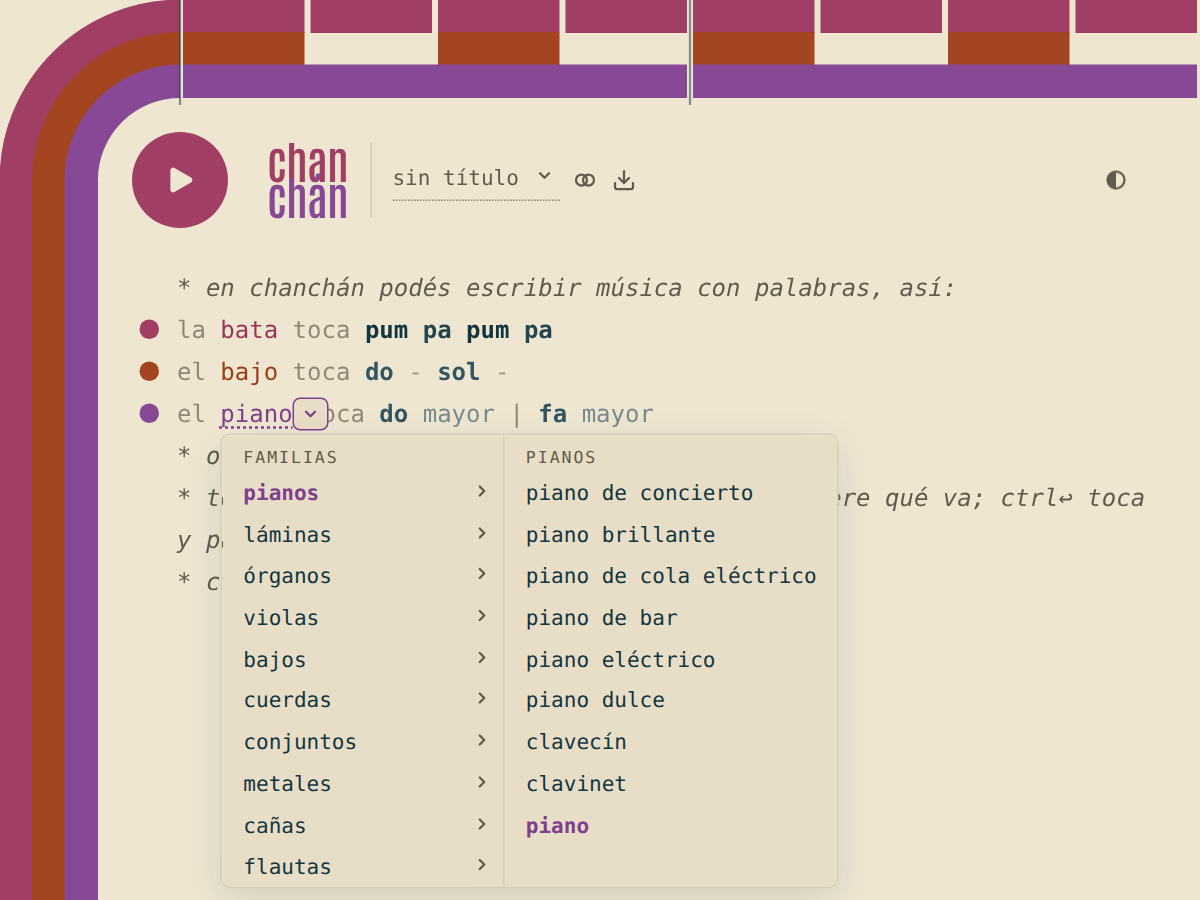 chan
chán
sin título
* en chanchán podés escribir música con palabras, así:
la bata toca pum pa pum pa
el bajo toca do - sol -
el piano oca do mayor | fa mayor
* o
* t ere qué va; ctrl↩ toca
y p
* c
FAMILIAS
pianos
láminas
órganos
violas
bajos
cuerdas
conjuntos
metales
cañas
flautas
PIANOS
piano de concierto
piano brillante
piano de cola eléctrico
piano de bar
piano eléctrico
piano dulce
clavecín
clavinet
piano